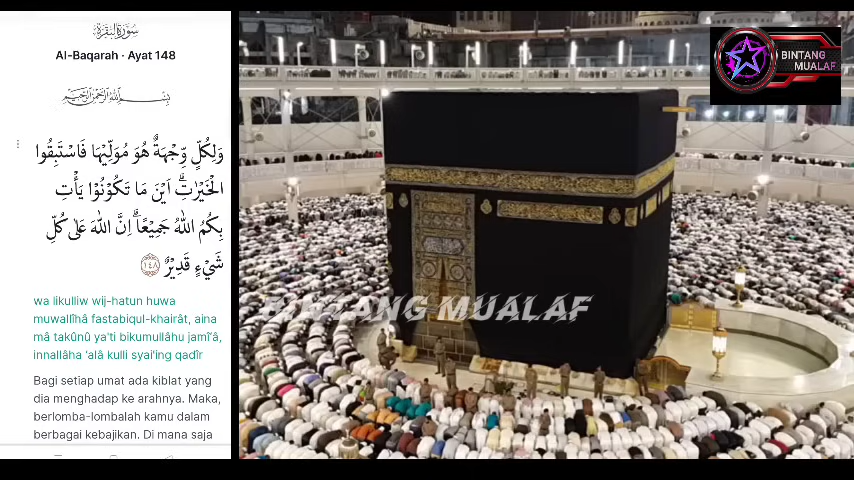 سُورَةُ الْبَقَرَةِ
Al-Baqarah · Ayat 148
بِسْمِ اللّٰهِ الرَّحْمٰنِ الرَّحِيْمِ
وَلِكُلٍّ وِّجْهَةٌ هُوَ مُوَلِّيْهَا فَاسْتَبِقُوا
الْخَيْرٰتِۗ اَيْنَ مَا تَكُوْنُوْا يَأْتِ
بِكُمُ اللّٰهُ جَمِيْعًاۗ اِنَّ اللّٰهَ عَلٰى كُلِّ
شَيْءٍ قَدِيْرٌ ١٤٨
wa likulliw wij-hatun huwa
muwallîhâ fastabiqul-khairât, aina
mâ takûnû ya'ti bikumullâhu jamî'â,
innallâha 'alâ kulli syai'ing qadîr
Bagi setiap umat ada kiblat yang
dia menghadap ke arahnya. Maka,
berlomba-lombalah kamu dalam
berbagai kebajikan. Di mana saja
BINTANG
MUALAF
BINTANG MUALAF